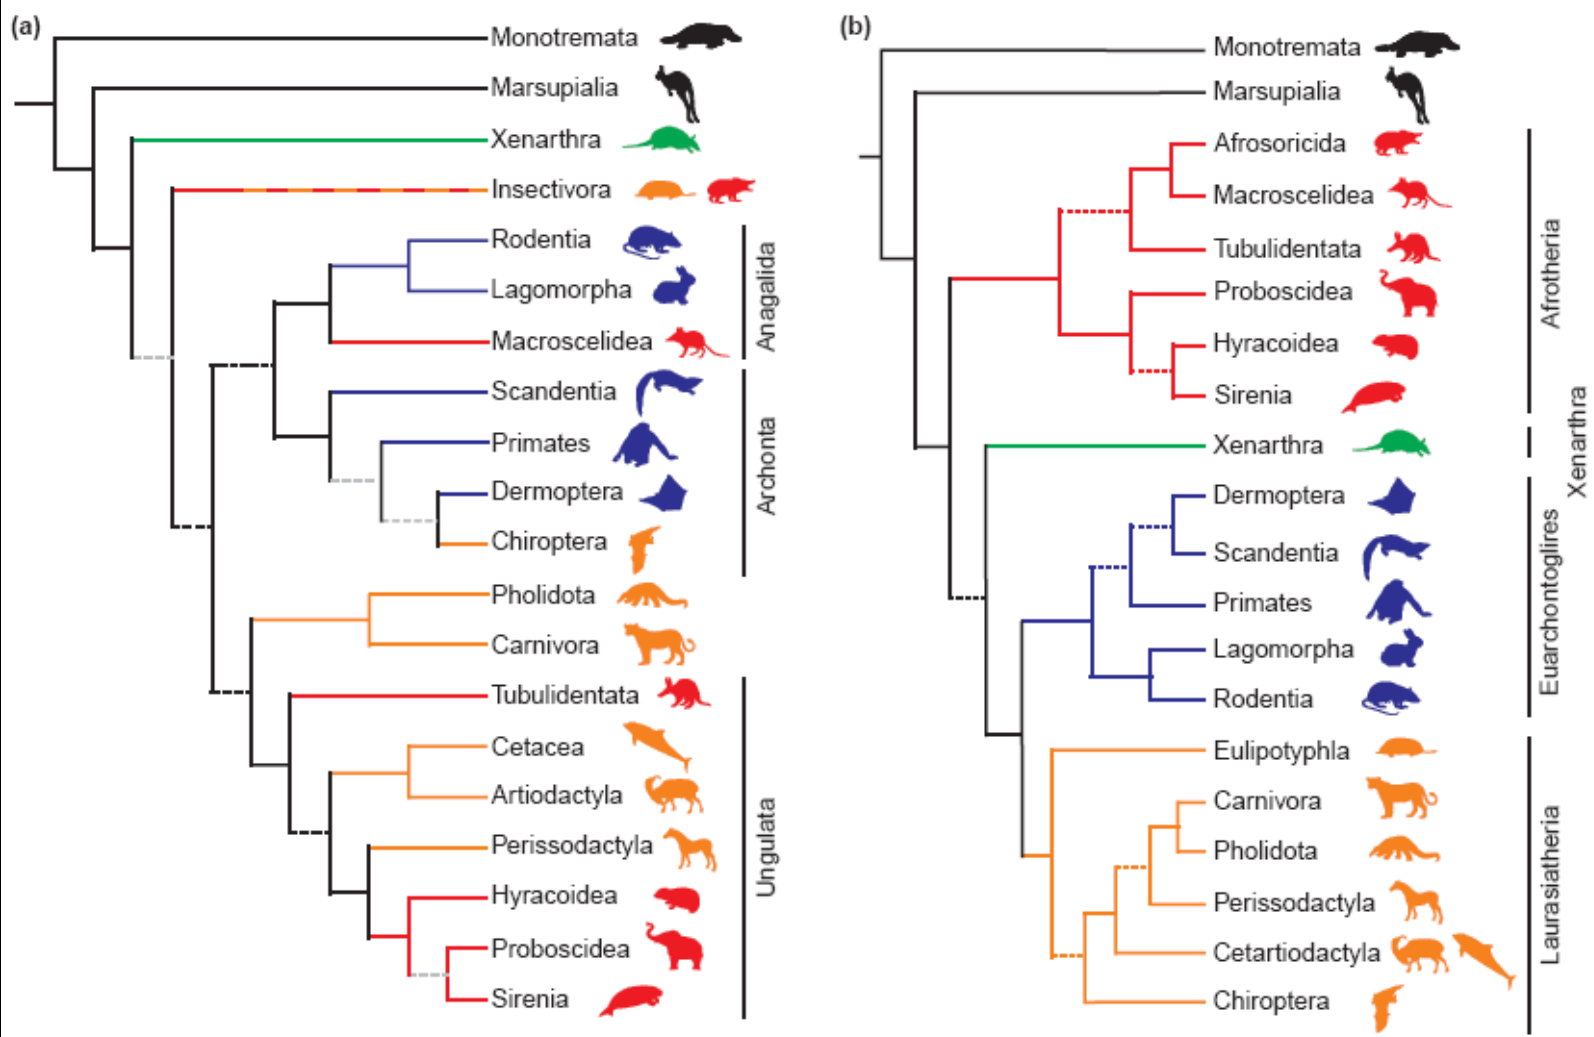 (a)
Monotremata
Marsupialia
Xenarthra
Insectivora
Rodentia
Lagomorpha
Macroscelidea
Anagalida
Scandentia
Primates
Dermoptera
Chiroptera
Archonta
Pholidota
Carnivora
Tubulidentata
Cetacea
Artiodactyla
Perissodactyla
Hyracoidea
Proboscidea
Sirenia
Ungulata
(b)
Monotremata
Marsupialia
Afrosoricida
Macroscelidea
Tubulidentata
Proboscidea
Hyracoidea
Sirenia
Afrotheria
Xenarthra
Xenarthra
Dermoptera
Scandentia
Primates
Lagomorpha
Rodentia
Euarchontoglires
Eulipotyphla
Carnivora
Pholidota
Perissodactyla
Cetartiodactyla
Chiroptera
Laurasiatheria